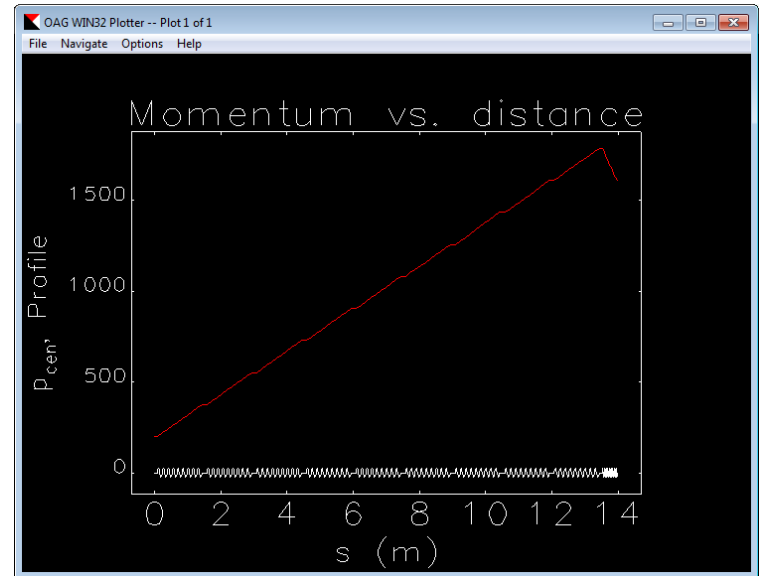 OAG WIN32 Plotter -- Plot 1 of 1
File Navigate Options Help
Momentum vs. distance
1500
1000
500
0
p_cen, Profile
0 2 4 6 8 10 12 14
s (m)